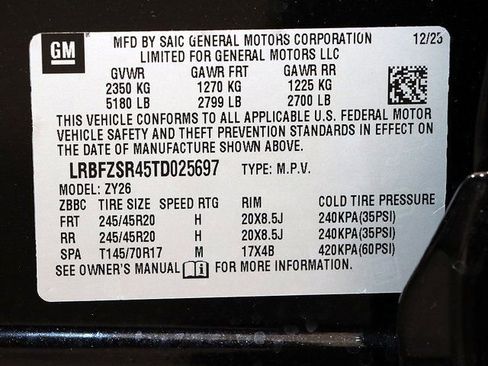 GM
MFD BY SAIC GENERAL MOTORS CORPORATION 12/25
LIMITED FOR GENERAL MOTORS LLC
GVWR GAWR FRT GAWR RR
2350 KG 1270 KG 1225 KG
5180 LB 2799 LB 2700 LB
THIS VEHICLE CONFORMS TO ALL APPLICABLE U.S. FEDERAL MOTOR
VEHICLE SAFETY AND THEFT PREVENTION STANDARDS IN EFFECT ON
THE DATE OF MANUFACTURE SHOWN ABOVE.
LRBFZSR45TD025697 TYPE: M.P.V.
MODEL: ZY26
ZBBC TIRE SIZE SPEED RTG RIM COLD TIRE PRESSURE
FRT 245/45R20 H 20X8.5J 240KPA(35PSI)
RR 245/45R20 H 20X8.5J 240KPA(35PSI)
SPA T145/70R17 M 17X4B 420KPA(60PSI)
SEE OWNER'S MANUAL FOR MORE INFORMATION.